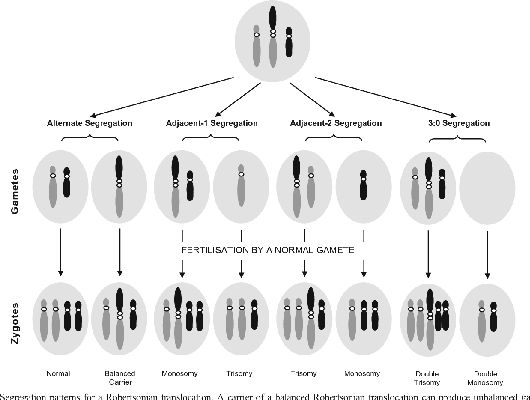 Alternate Segregation Adjacent-1 Segregation Adjacent-2 Segregation 3:0 Segregation
Gametes
FERTILISATION BY A NORMAL GAMETE
Zygotes
Normal Balanced Carrier Monosomy Trisomy Trisomy Monosomy Double Trisomy Double Monosomy
Segregation patterns for a Robertsonian translocation. A carrier of a balanced Robertsonian translocation can produce unbalanced